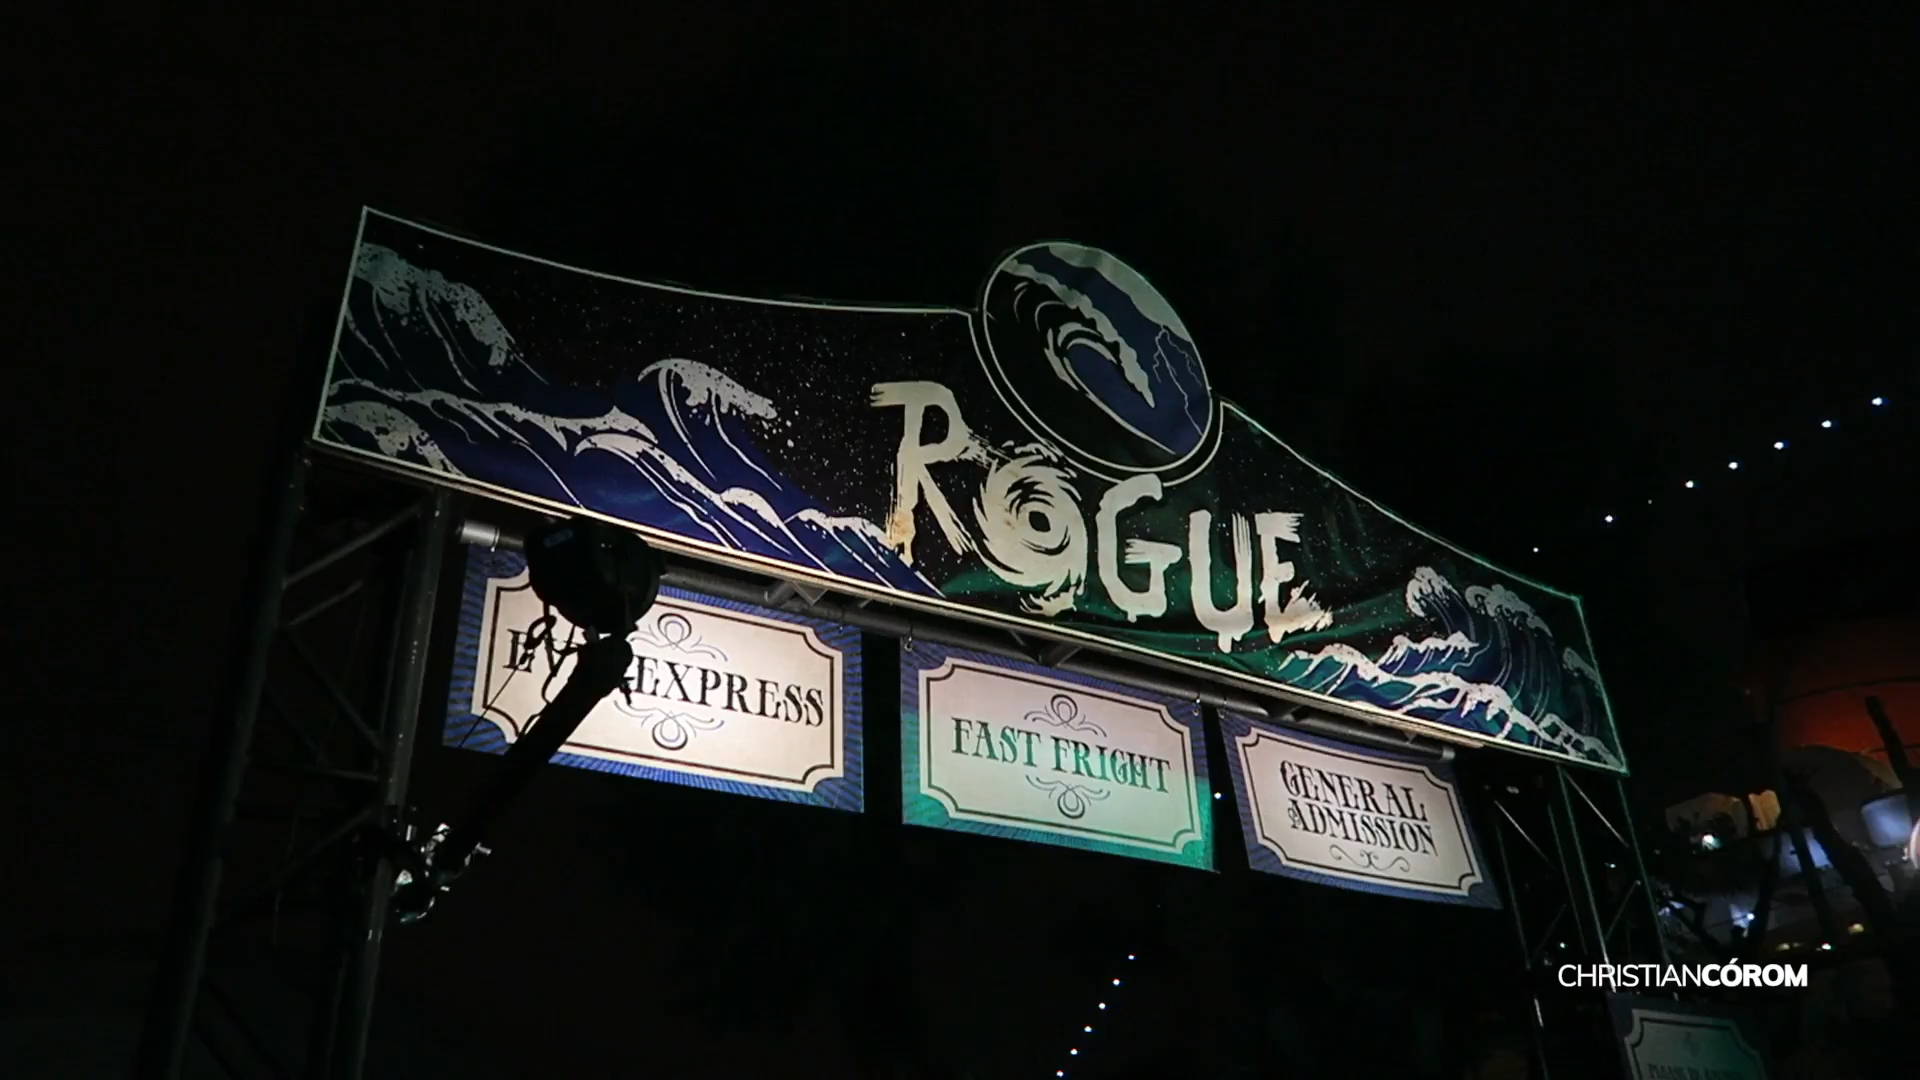 ROGUE
EXPRESS
FAST FRIGHT
GENERAL
ADMISSION
CHRISTIANCÓROM